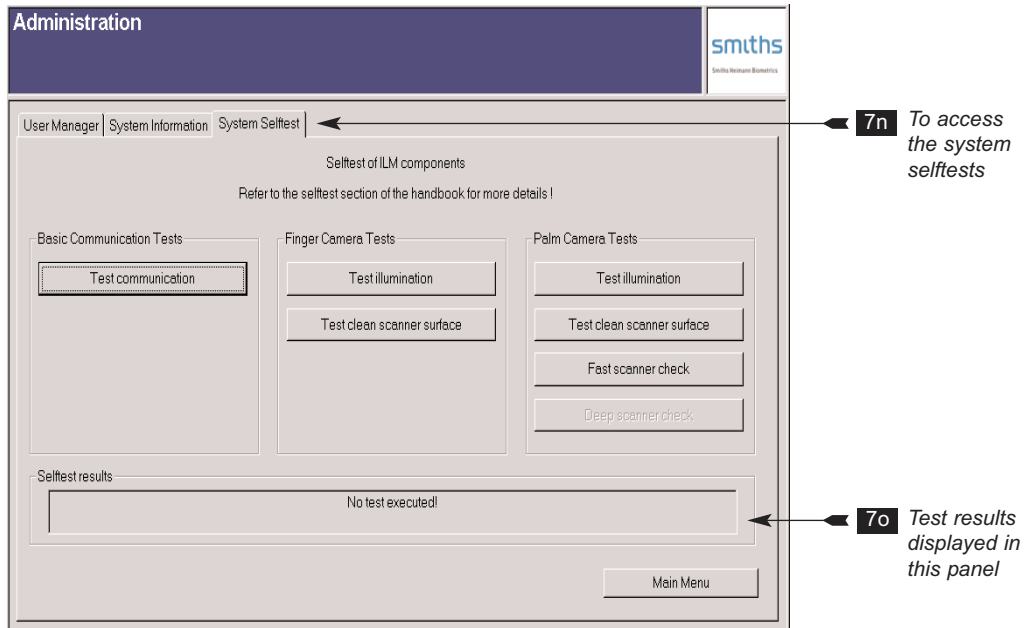 Administration
smiths
Smiths Heimann Biometrics
User Manager
System Information
System Selftest
7n
To access
the system
selftests
Selftest of ILM components
Refer to the selftest section of the handbook for more details !
Basic Communication Tests
Test communication
Finger Camera Tests
Test illumination
Test clean scanner surface
Palm Camera Tests
Test illumination
Test clean scanner surface
Fast scanner check
Deep scanner check
Selftest results
No test executed!
7o
Test results
displayed in
this panel
Main Menu